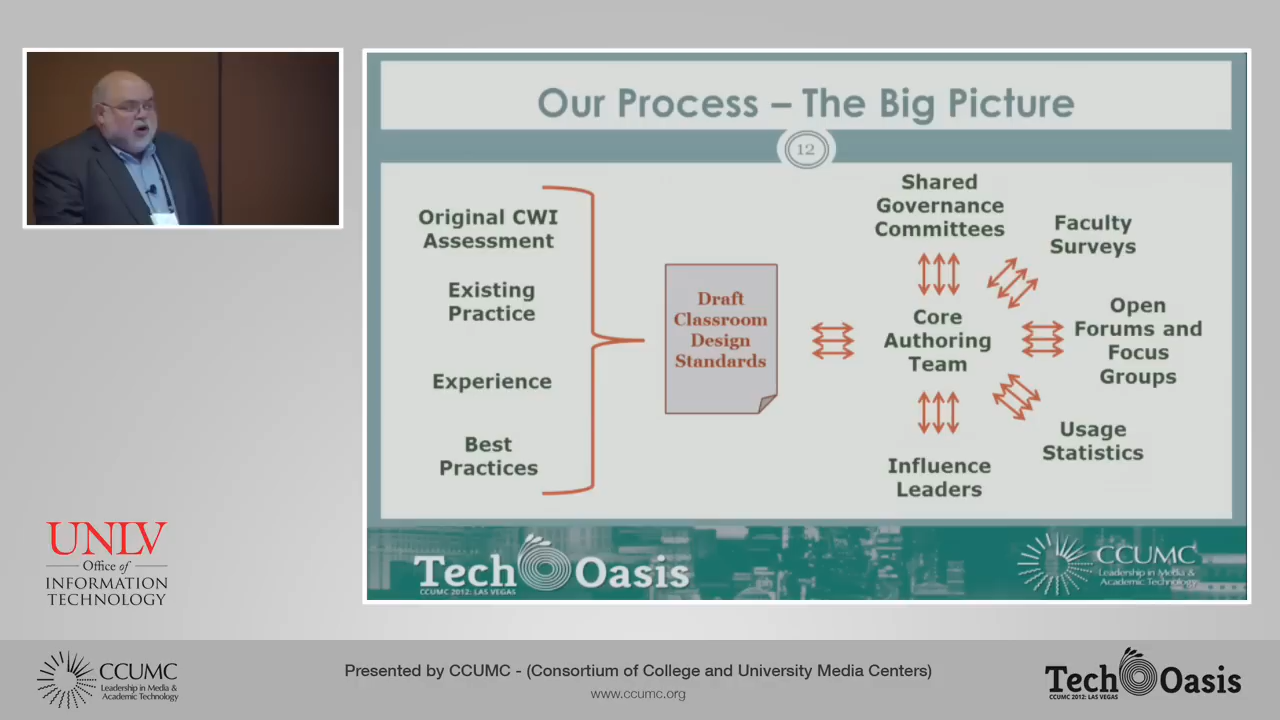 Our Process – The Big Picture
12
Original CWI
Assessment
Existing
Practice
Experience
Best
Practices
Draft
Classroom
Design
Standards
Shared
Governance
Committees
Faculty
Surveys
Core
Authoring
Team
Open
Forums and
Focus
Groups
Usage
Statistics
Influence
Leaders
Tech Oasis
CCUMC 2012: LAS VEGAS
CCUMC
Leadership in Media &
Academic Technology
UNLV
Office of
INFORMATION
TECHNOLOGY
CCUMC
Leadership in Media &
Academic Technology
Presented by CCUMC - (Consortium of College and University Media Centers)
www.ccumc.org
Tech Oasis
CCUMC 2012: LAS VEGAS